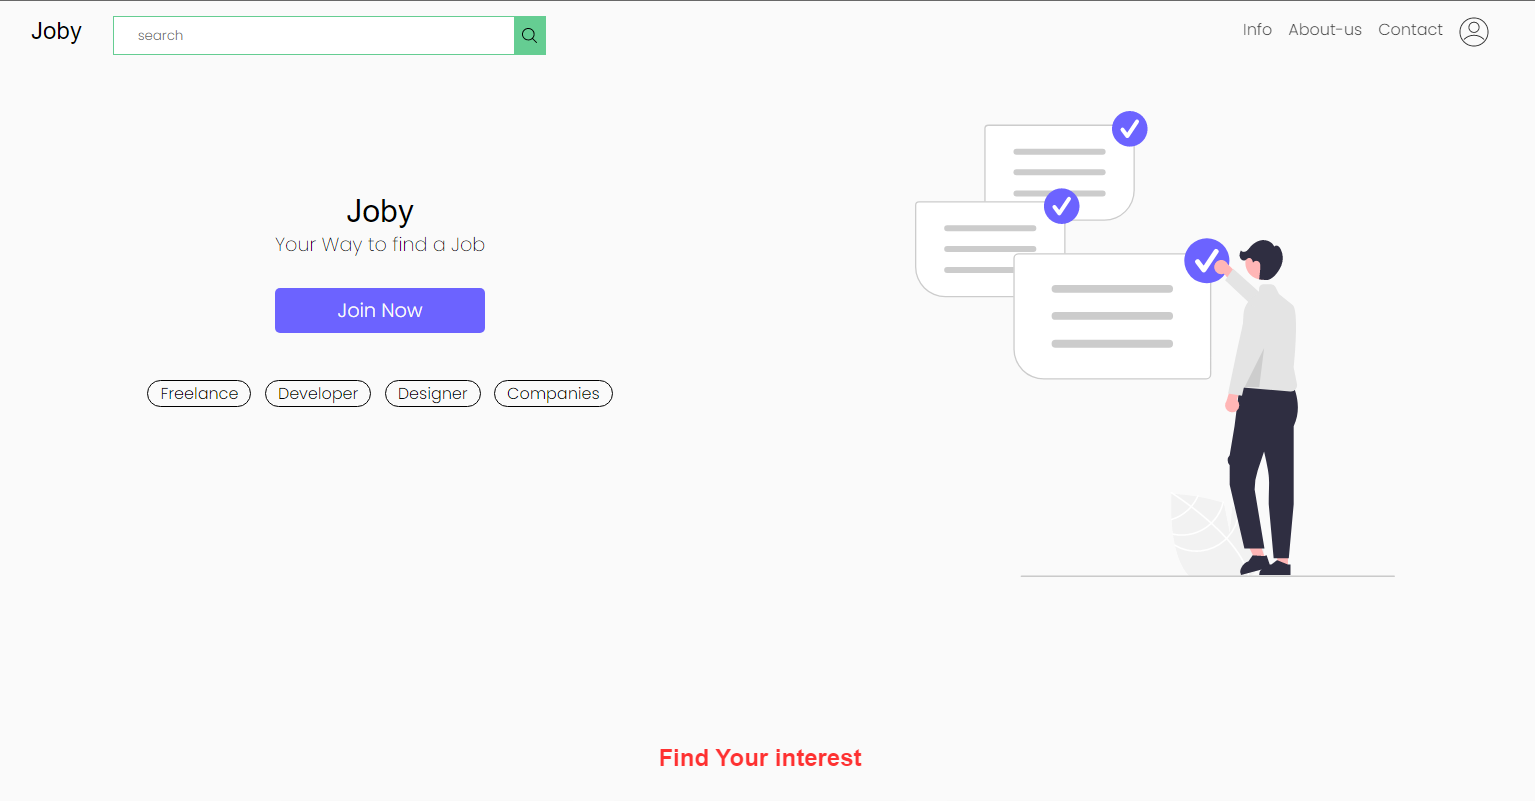 Joby
search
Info About-us Contact
Joby
Your Way to find a Job
Join Now
Freelance Developer Designer Companies
Find Your interest